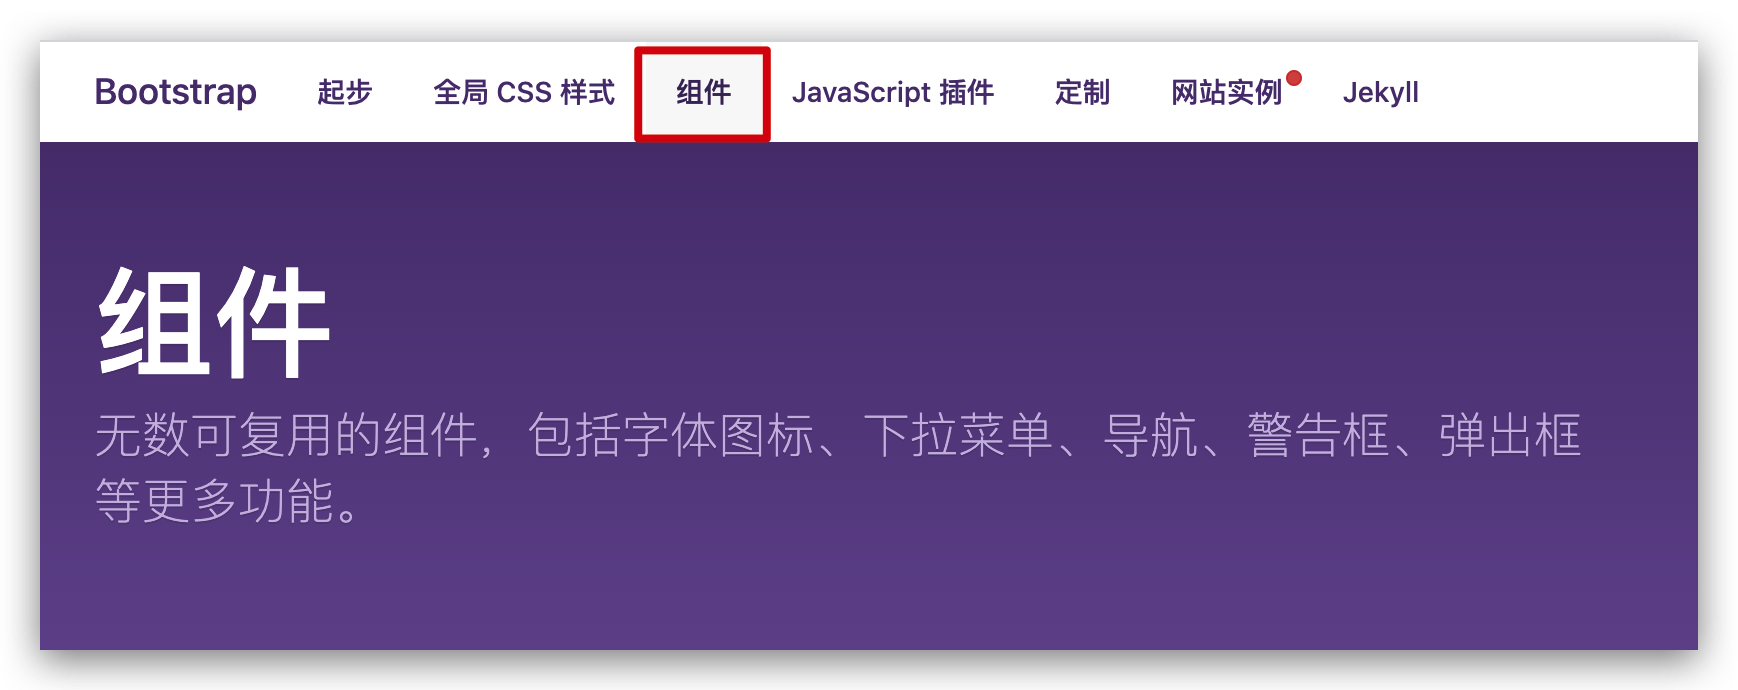 Bootstrap 起步 全局 CSS 样式 组件 JavaScript 插件 定制 网站实例 Jekyll
组件
无数可复用的组件，包括字体图标、下拉菜单、导航、警告框、弹出框
等更多功能。